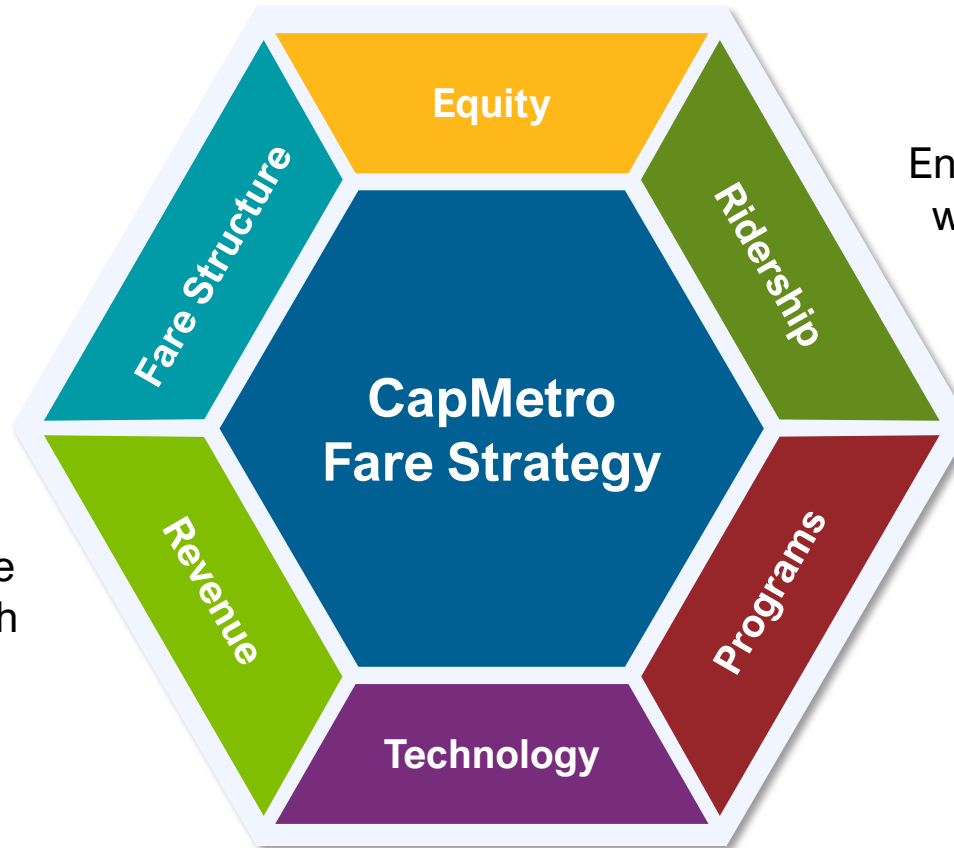 Equity
Fare Structure
Ridership
CapMetro
Fare Strategy
Revenue
Programs
Technology